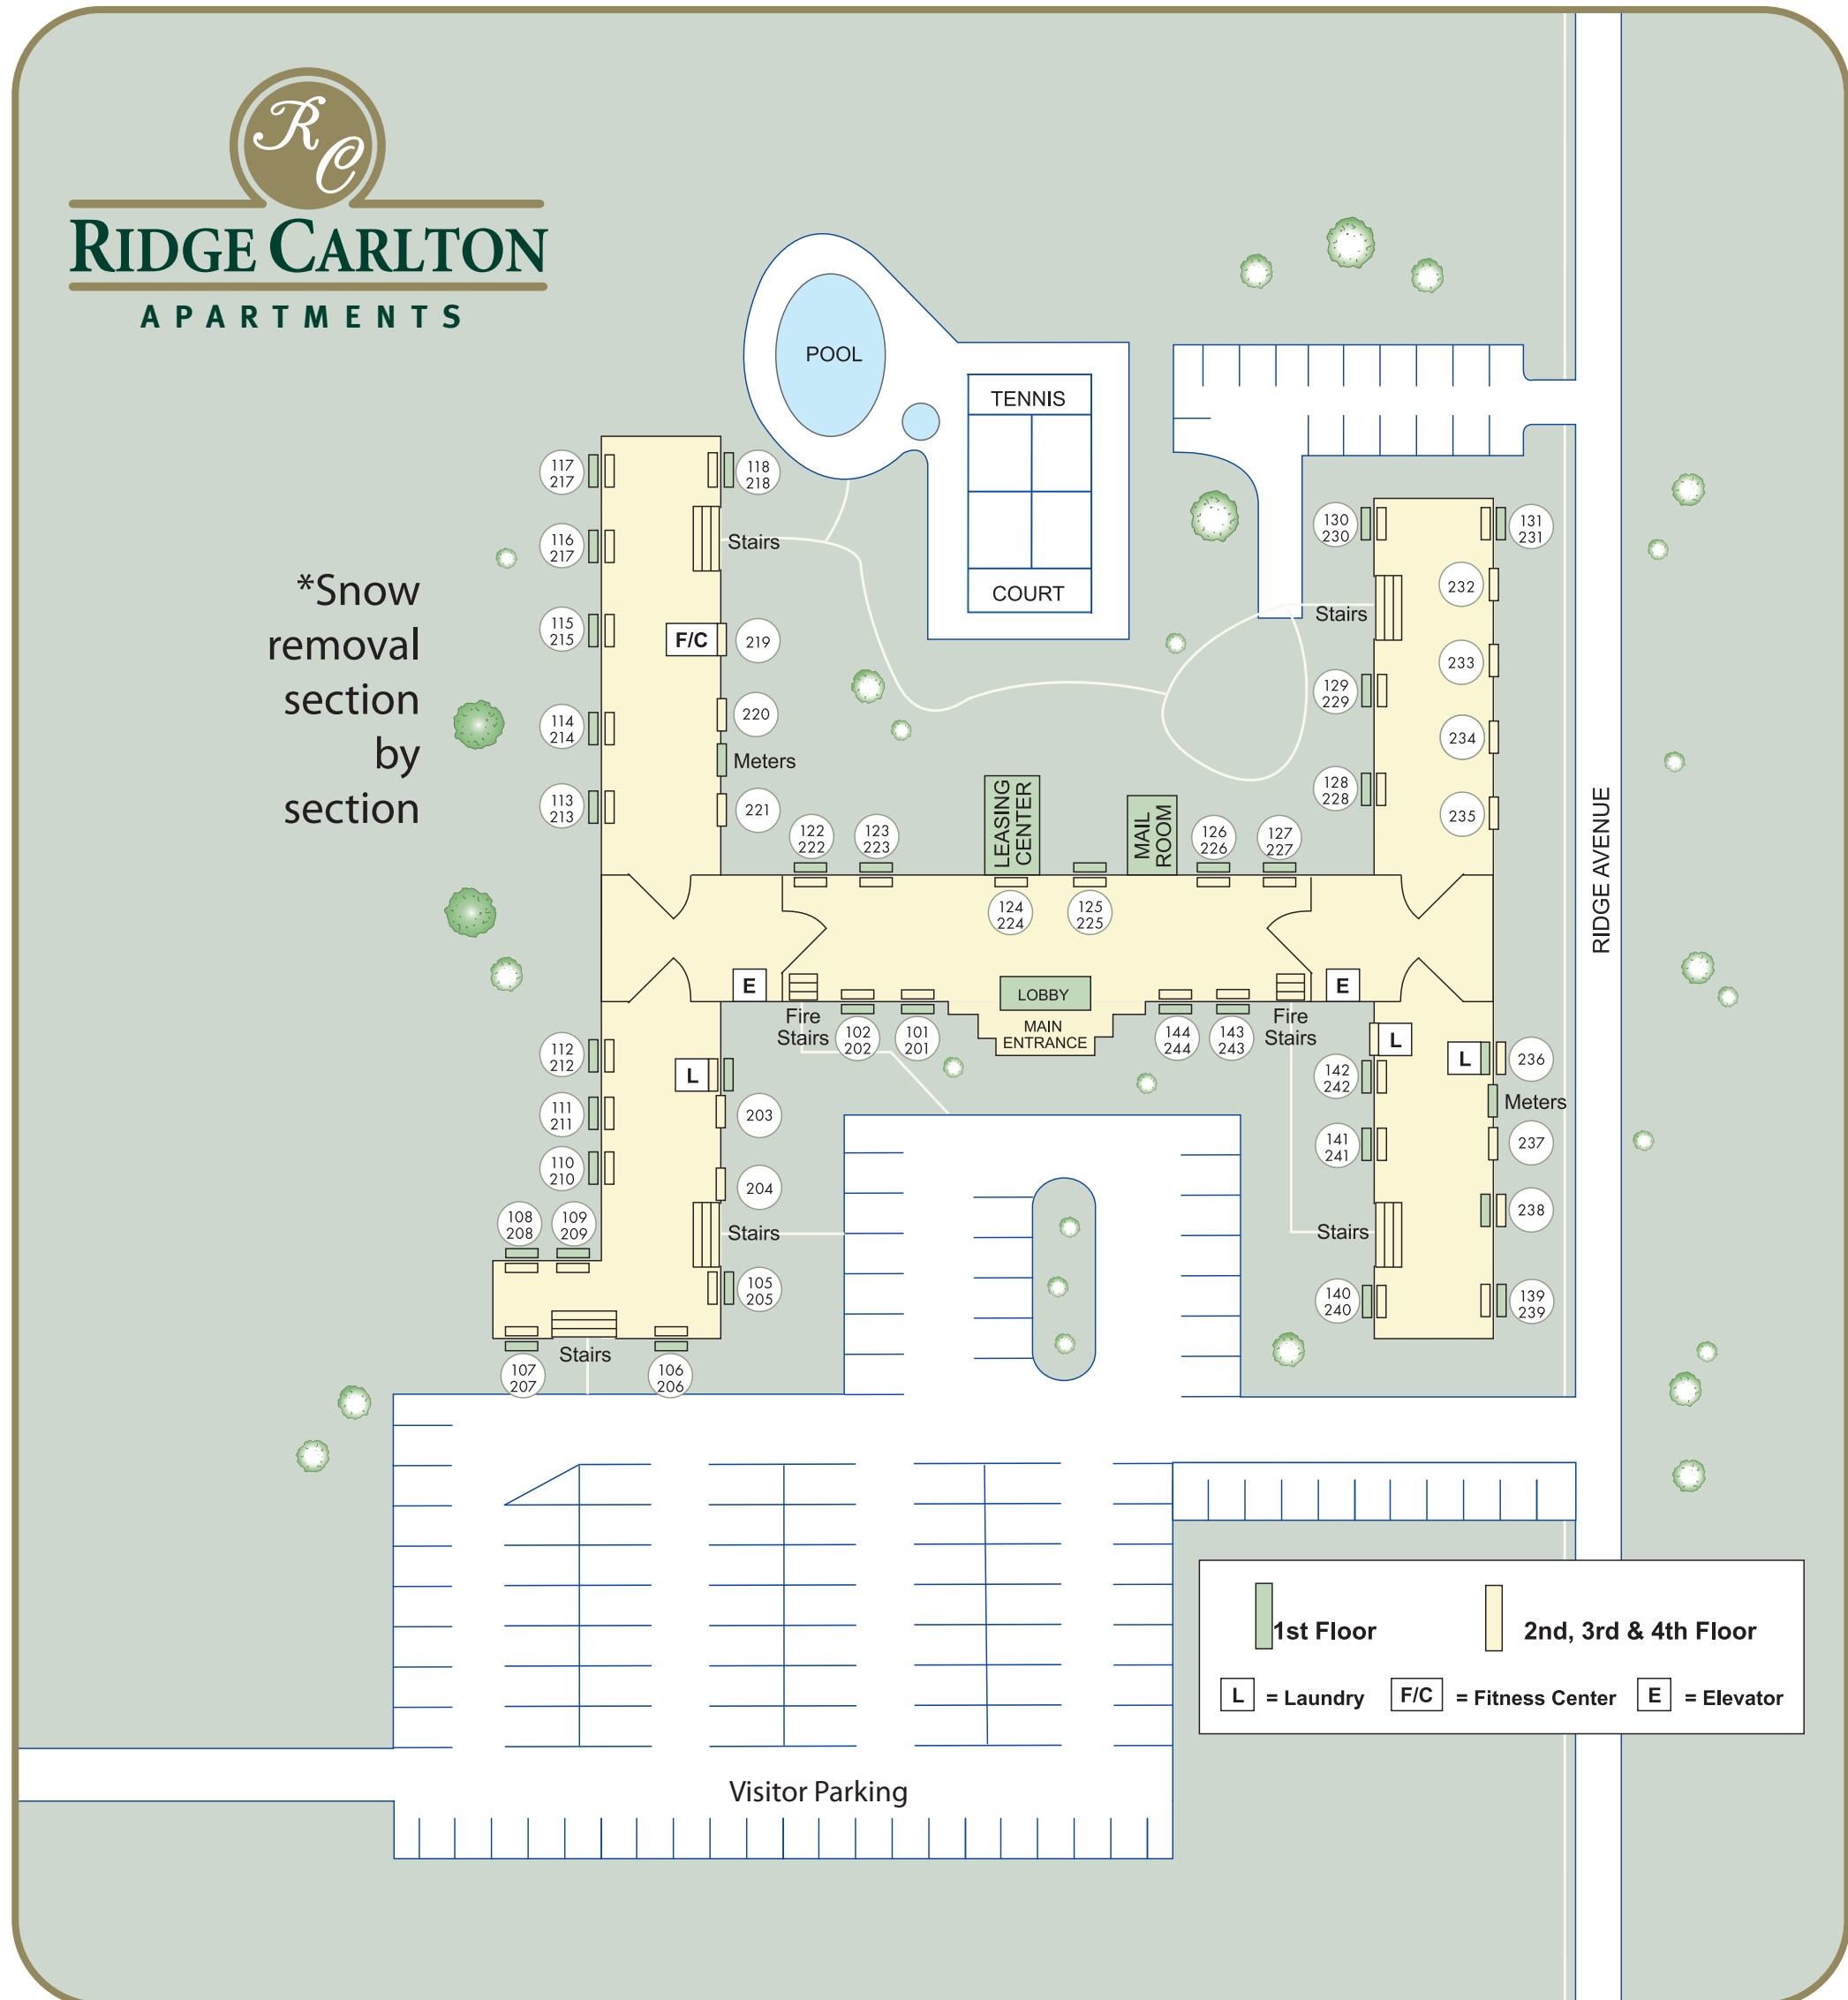 RC
RIDGE CARLTON
APARTMENTS
*Snow
removal
section
by
section
POOL
TENNIS
COURT
117
217
118
218
116
217
Stairs
115
215
F/C
219
114
214
220
Meters
113
213
221
122
222
123
223
LEASING
CENTER
MAIL
ROOM
126
226
127
227
124
224
125
225
130
230
131
231
232
Stairs
129
229
233
234
128
228
235
RIDGE AVENUE
E
LOBBY
E
Fire
Stairs
102
202
101
201
MAIN
ENTRANCE
144
244
143
243
Fire
Stairs
112
212
L
111
211
203
110
210
204
108
208
109
209
Stairs
105
205
Stairs
107
207
106
206
L
L
236
142
242
Meters
141
241
237
238
Stairs
140
240
139
239
1st Floor
2nd, 3rd & 4th Floor
L = Laundry
F/C = Fitness Center
E = Elevator
Visitor Parking